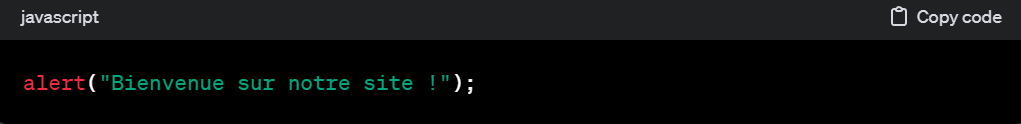 javascript Copy code
alert("Bienvenue sur notre site !");